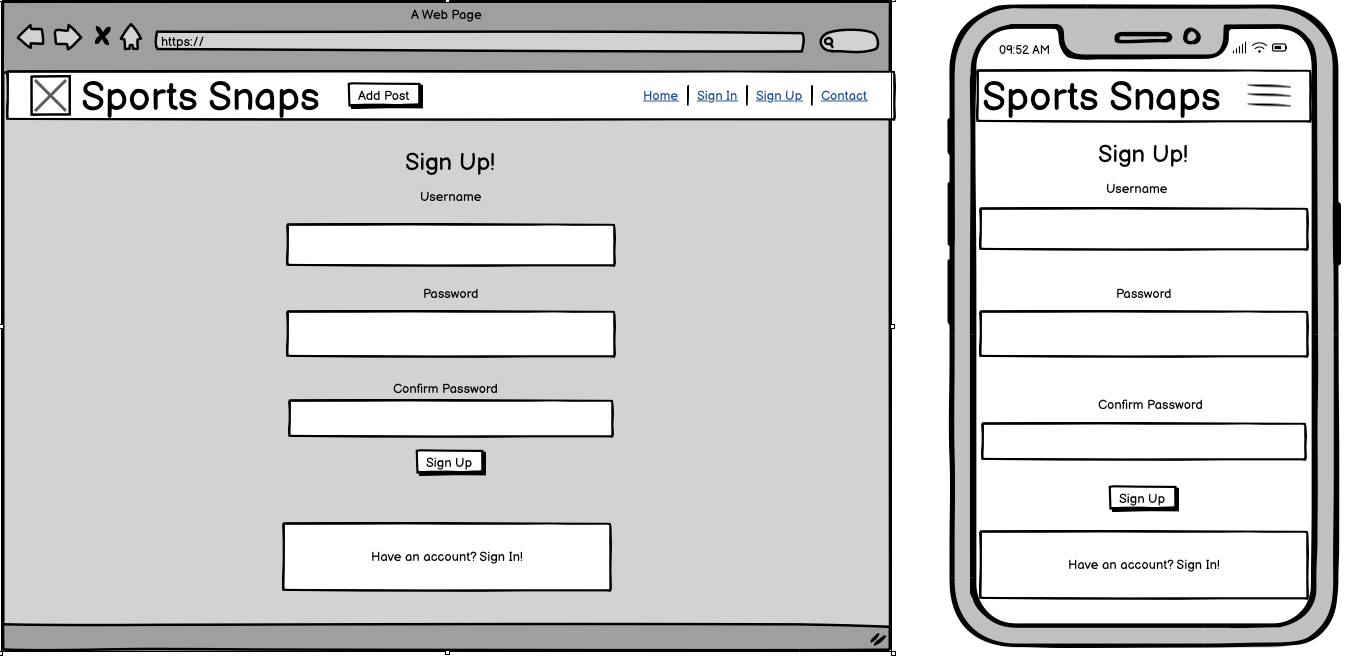 A Web Page
https://
Sports Snaps Add Post Home Sign In Sign Up Contact
Sign Up!
Username
Password
Confirm Password
Sign Up
Have an account? Sign In!
09:52 AM
Sports Snaps
Sign Up!
Username
Password
Confirm Password
Sign Up
Have an account? Sign In!